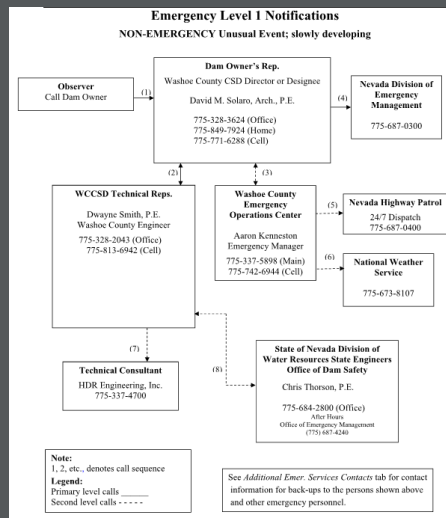 Emergency Level 1 Notifications
NON-EMERGENCY Unusual Event; slowly developing
Observer
Call Dam Owner
(1)
Dam Owner's Rep.
Washoe County CSD Director or Designee
David M. Solaro, Arch., P.E.
775-328-3624 (Office)
775-849-7924 (Home)
775-771-6288 (Cell)
(4)
Nevada Division of
Emergency
Management
775-687-0300
(2)
(3)
WCCSD Technical Reps.
Dwayne Smith, P.E.
Washoe County Engineer
775-328-2043 (Office)
775-813-6942 (Cell)
Washoe County
Emergency
Operations Center
Aaron Kenneston
Emergency Manager
775-337-5898 (Main)
775-742-6944 (Cell)
(5)
Nevada Highway Patrol
24/7 Dispatch
775-687-0400
(6)
National Weather
Service
775-673-8107
(7)
(8)
Technical Consultant
HDR Engineering, Inc.
775-337-4700
State of Nevada Division of
Water Resources State Engineers
Office of Dam Safety
Chris Thorson, P.E.
775-684-2800 (Office)
After Hours
Office of Emergency Management
(775) 687-4240
Note:
1, 2, etc., denotes call sequence
Legend:
Primary level calls ______
Second level calls - - - - -
See Additional Emer. Services Contacts tab for contact
information for back-ups to the persons shown above
and other emergency personnel.